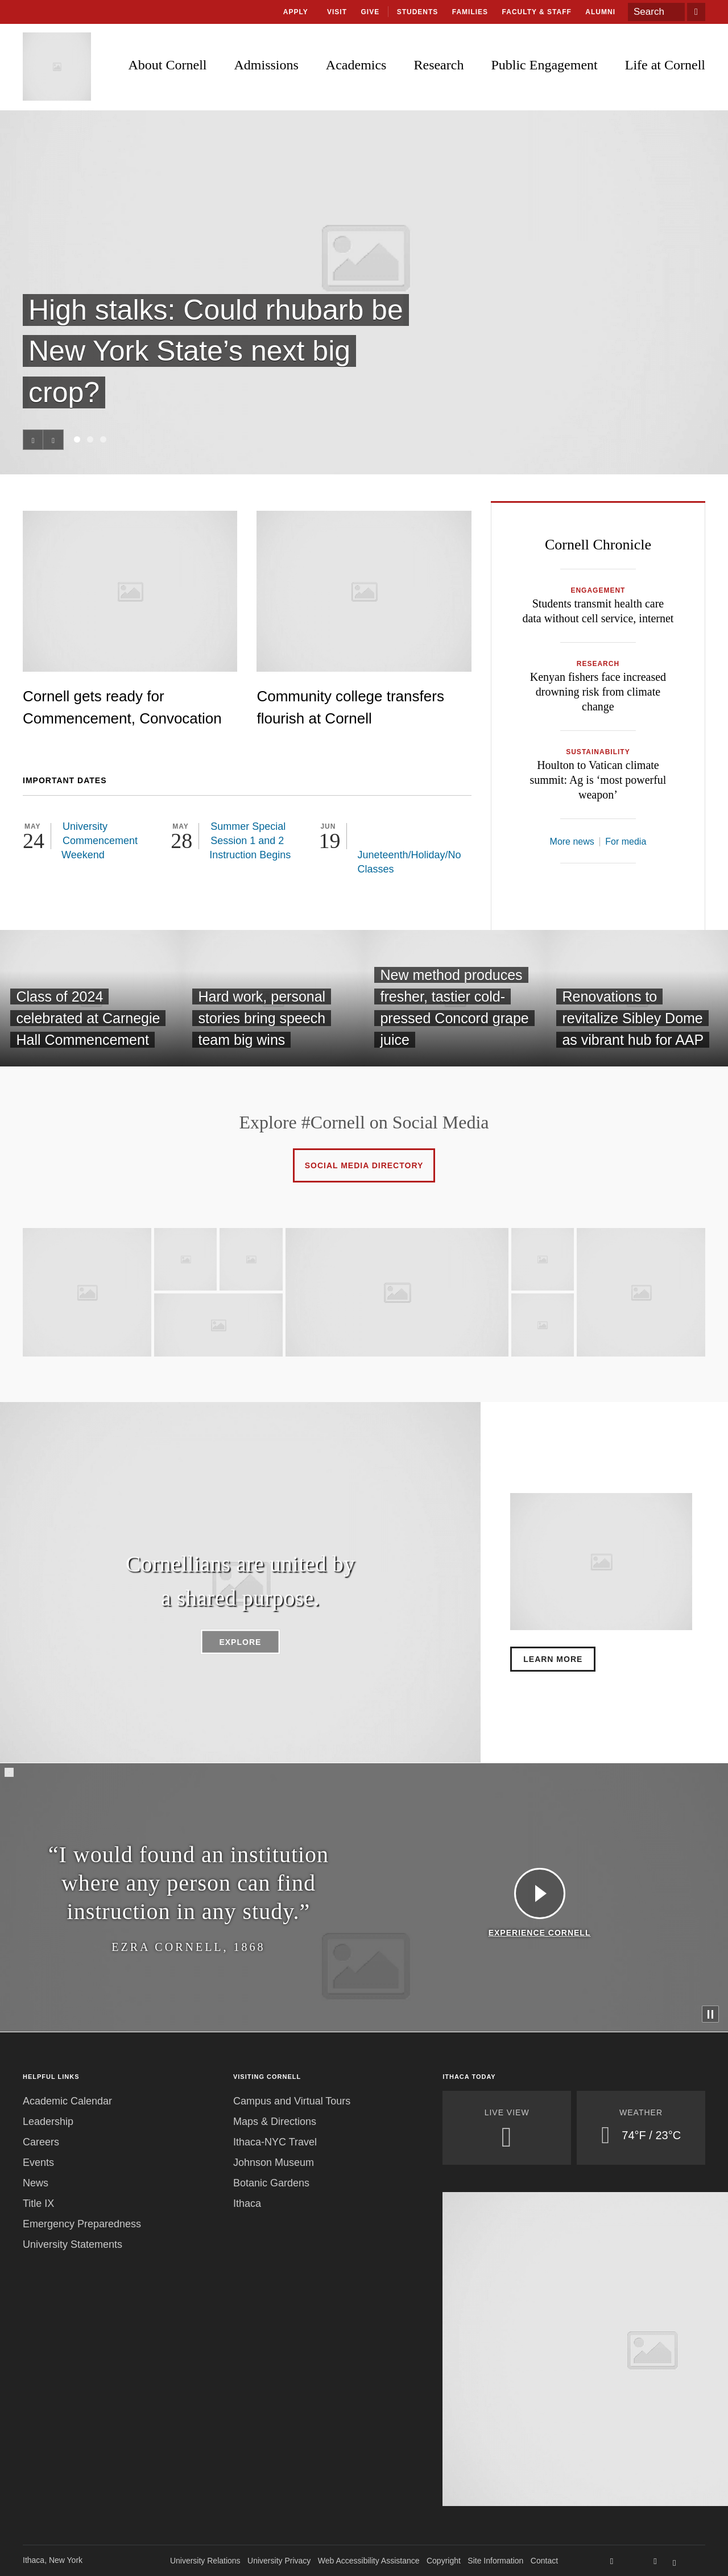 APPLY VISIT GIVE STUDENTS FAMILIES FACULTY & STAFF ALUMNI Search
About Cornell Admissions Academics Research Public Engagement Life at Cornell
High stalks: Could rhubarb be
New York State’s next big
crop?
Cornell gets ready for
Commencement, Convocation
Community college transfers
flourish at Cornell
IMPORTANT DATES
MAY
24
University
Commencement
Weekend
MAY
28
Summer Special
Session 1 and 2
Instruction Begins
JUN
19
Juneteenth/Holiday/No
Classes
Cornell Chronicle
ENGAGEMENT
Students transmit health care
data without cell service, internet
RESEARCH
Kenyan fishers face increased
drowning risk from climate
change
SUSTAINABILITY
Houlton to Vatican climate
summit: Ag is ‘most powerful
weapon’
More news For media
Class of 2024
celebrated at Carnegie
Hall Commencement
Hard work, personal
stories bring speech
team big wins
New method produces
fresher, tastier cold-
pressed Concord grape
juice
Renovations to
revitalize Sibley Dome
as vibrant hub for AAP
Explore #Cornell on Social Media
SOCIAL MEDIA DIRECTORY
Cornellians are united by
a shared purpose.
EXPLORE
LEARN MORE
“I would found an institution
where any person can find
instruction in any study.”
EZRA CORNELL, 1868
EXPERIENCE CORNELL
HELPFUL LINKS
Academic Calendar
Leadership
Careers
Events
News
Title IX
Emergency Preparedness
University Statements
VISITING CORNELL
Campus and Virtual Tours
Maps & Directions
Ithaca-NYC Travel
Johnson Museum
Botanic Gardens
Ithaca
ITHACA TODAY
LIVE VIEW
WEATHER
74°F / 23°C
Ithaca, New York
University Relations University Privacy Web Accessibility Assistance Copyright Site Information Contact